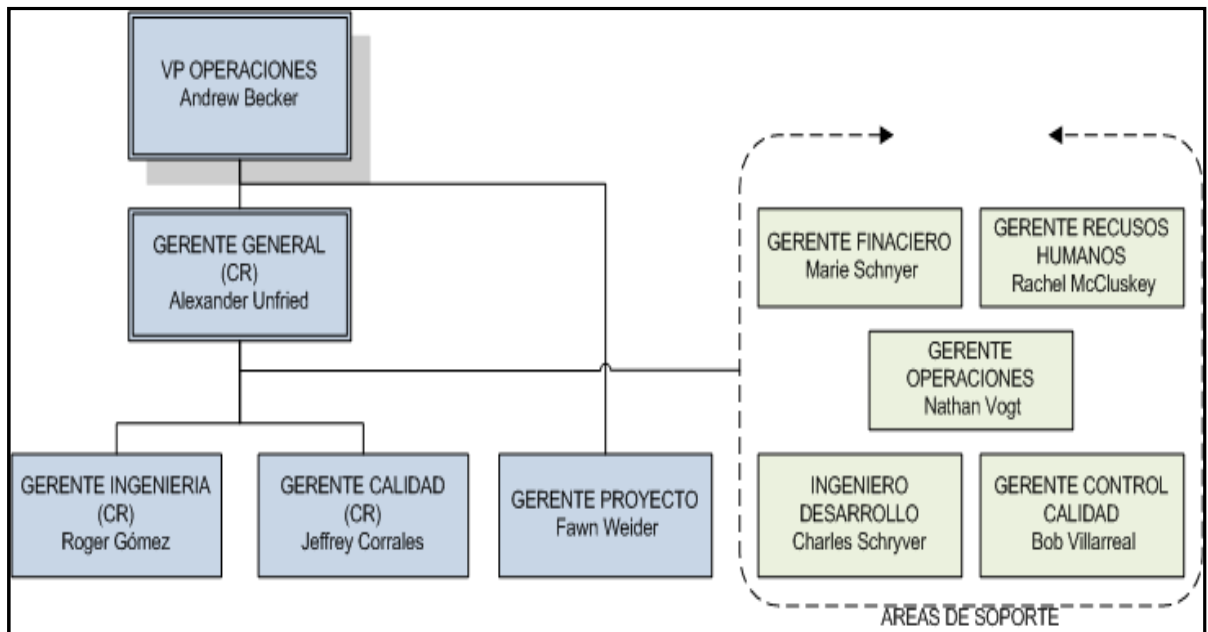 VP OPERACIONES
Andrew Becker
GERENTE GENERAL
(CR)
Alexander Unfried
GERENTE FINACIERO
Marie Schnyer
GERENTE RECUSOS
HUMANOS
Rachel McCluskey
GERENTE
OPERACIONES
Nathan Vogt
GERENTE INGENIERIA
(CR)
Roger Gómez
GERENTE CALIDAD
(CR)
Jeffrey Corrales
GERENTE PROYECTO
Fawn Weider
INGENIERO
DESARROLLO
Charles Schryver
GERENTE CONTROL
CALIDAD
Bob Villarreal
AREAS DE SOPORTE